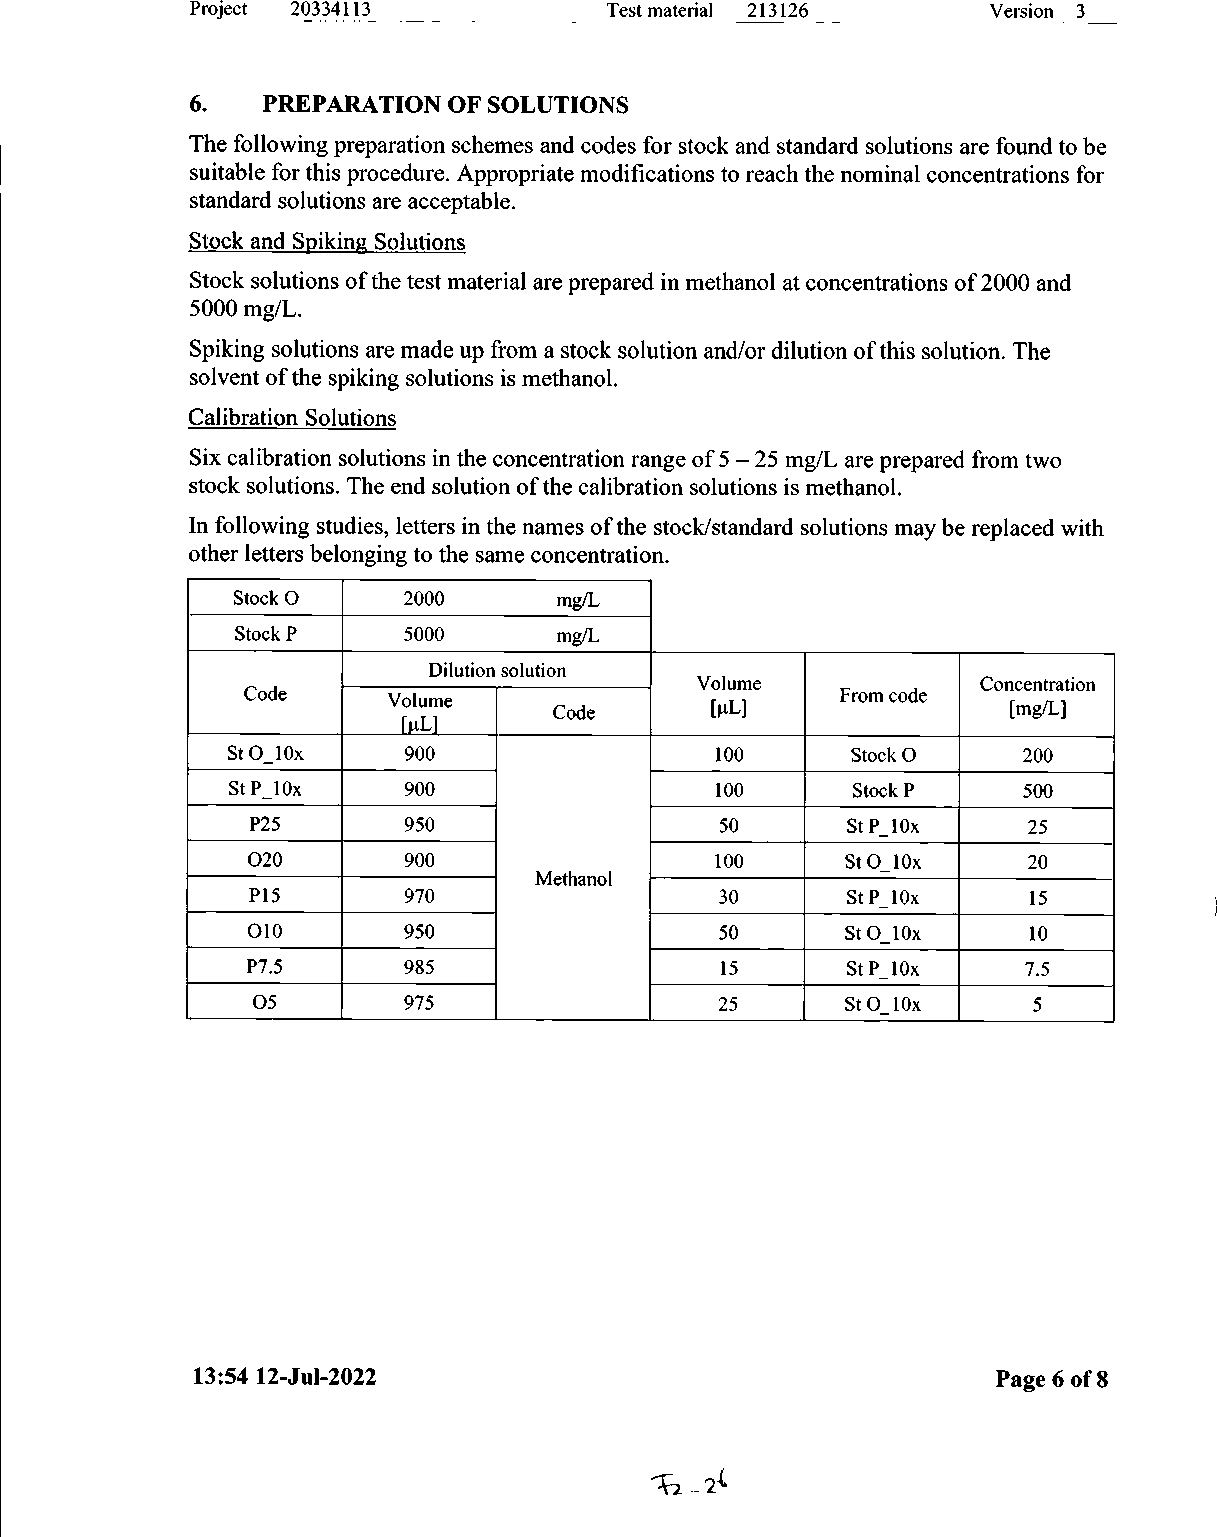 Project 20334113 Test material 213126 Version 3
6. PREPARATION OF SOLUTIONS
The following preparation schemes and codes for stock and standard solutions are found to be
suitable for this procedure. Appropriate modifications to reach the nominal concentrations for
standard solutions are acceptable.
Stock and Spiking Solutions
Stock solutions of the test material are prepared in methanol at concentrations of 2000 and
5000 mg/L.
Spiking solutions are made up from a stock solution and/or dilution of this solution. The
solvent of the spiking solutions is methanol.
Calibration Solutions
Six calibration solutions in the concentration range of 5 – 25 mg/L are prepared from two
stock solutions. The end solution of the calibration solutions is methanol.
In following studies, letters in the names of the stock/standard solutions may be replaced with
other letters belonging to the same concentration.
Stock O 2000 mg/L
Stock P 5000 mg/L
Code Dilution solution Volume [µL] From code Concentration [mg/L]
Volume [µL] Code
St O_10x 900 100 Stock O 200
St P_10x 900 100 Stock P 500
P25 950 50 St P_10x 25
O20 900 100 St O_10x 20
Methanol
P15 970 30 St P_10x 15
O10 950 50 St O_10x 10
P7.5 985 15 St P_10x 7.5
O5 975 25 St O_10x 5
13:54 12-Jul-2022 Page 6 of 8